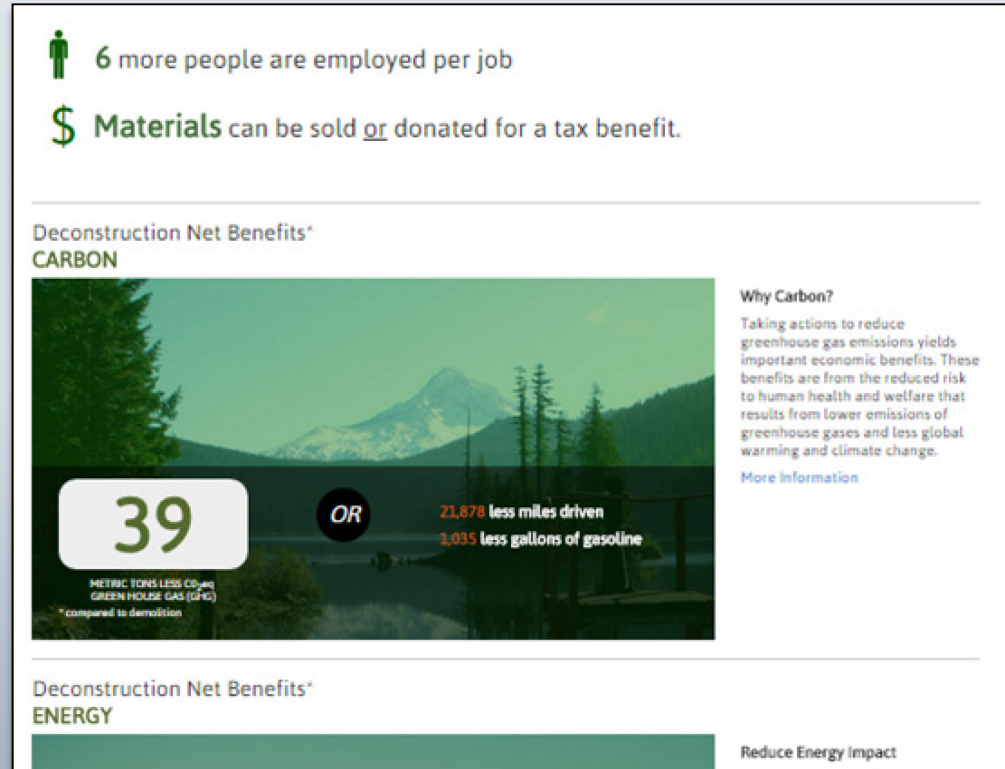 6 more people are employed per job
$ Materials can be sold or donated for a tax benefit.
Deconstruction Net Benefits*
CARBON
39
METRIC TONS LESS CO2eq
GREEN HOUSE GAS (GHG)
* compared to demolition
OR
21,878 less miles driven
1,035 less gallons of gasoline
Why Carbon?
Taking actions to reduce
greenhouse gas emissions yields
important economic benefits. These
benefits are from the reduced risk
to human health and welfare that
results from lower emissions of
greenhouse gases and less global
warming and climate change.
More Information
Deconstruction Net Benefits*
ENERGY
Reduce Energy Impact